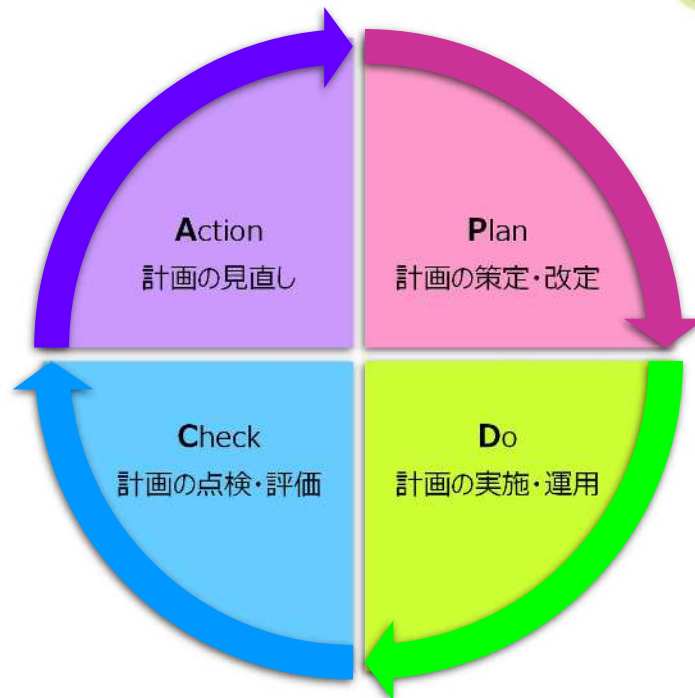 Action
計画の見直し
Plan
計画の策定・改定
Check
計画の点検・評価
Do
計画の実施・運用